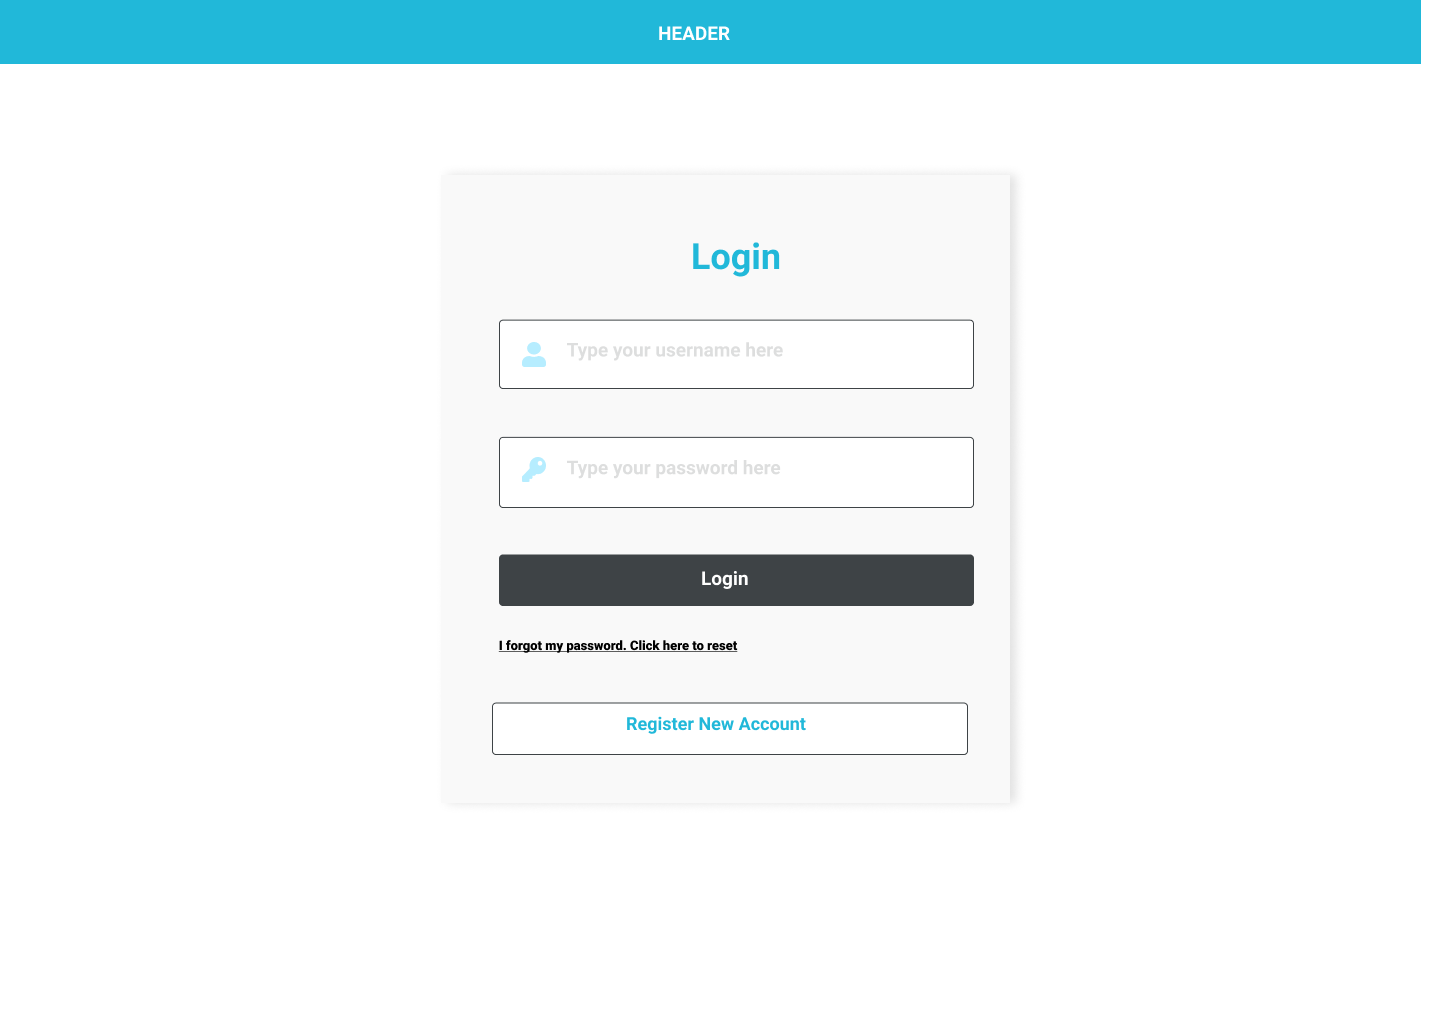 HEADER
Login
Type your username here
Type your password here
Login
I forgot my password. Click here to reset
Register New Account